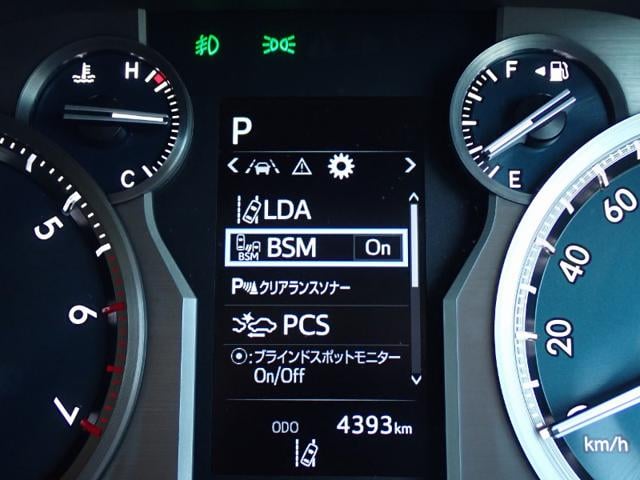 H
C
F
E
P
LDA
BSM
BSM On
Pクリアランスソナー
PCS
:ブラインドスポットモニター
On/Off
ODO 4393km
5
6
7
60
40
20
0
km/h